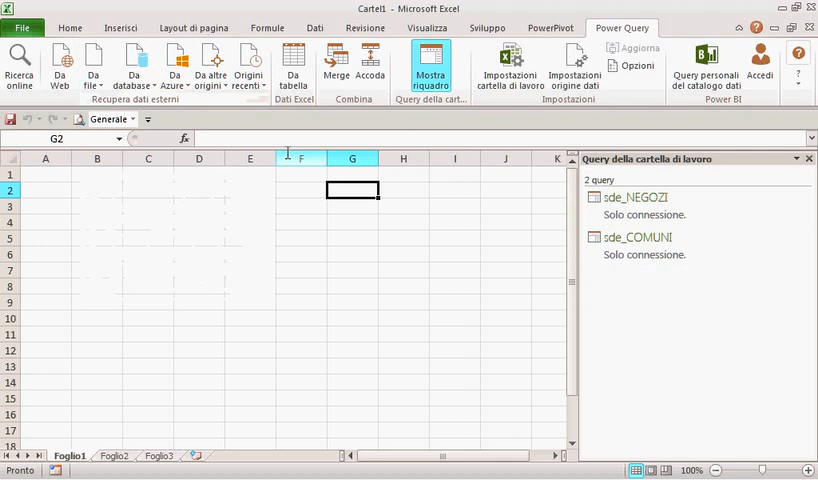 Cartel1 - Microsoft Excel
File Home Inserisci Layout di pagina Formule Dati Revisione Visualizza Sviluppo PowerPivot Power Query
Ricerca online
Da Web
Da file
Da database
Da Azure
Da altre origini
Origini recenti
Da tabella
Merge
Accoda
Mostra riquadro
Impostazioni cartella di lavoro
Impostazioni origine dati
Aggiorna
Opzioni
Query personali del catalogo dati
Accedi
?
Recupera dati esterni Dati Excel Combina Query della cart... Impostazioni Power BI
Generale
G2 fx
A B C D E F G H I J K
1
2
3
4
5
6
7
8
9
10
11
12
13
14
15
16
17
18
Query della cartella di lavoro
2 query
sde_NEGOZI
Solo connessione.
sde_COMUNI
Solo connessione.
Foglio1 Foglio2 Foglio3
Pronto 100%